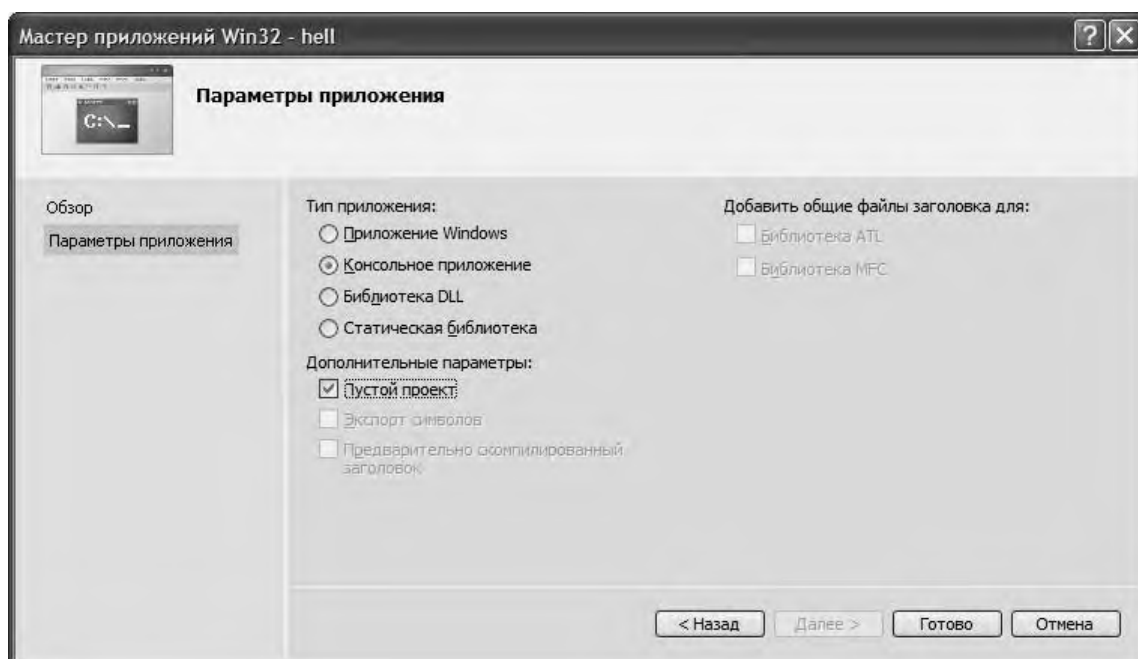 Мастер приложений Win32 - hell
C:\_
Параметры приложения
Обзор
Параметры приложения
Тип приложения:
Приложение Windows
Консольное приложение
Библиотека DLL
Статическая библиотека
Дополнительные параметры:
Пустой проект
Экспорт символов
Предварительно скомпилированный
заголовок
Добавить общие файлы заголовка для:
Библиотека ATL
Библиотека MFC
< Назад
Далее >
Готово
Отмена